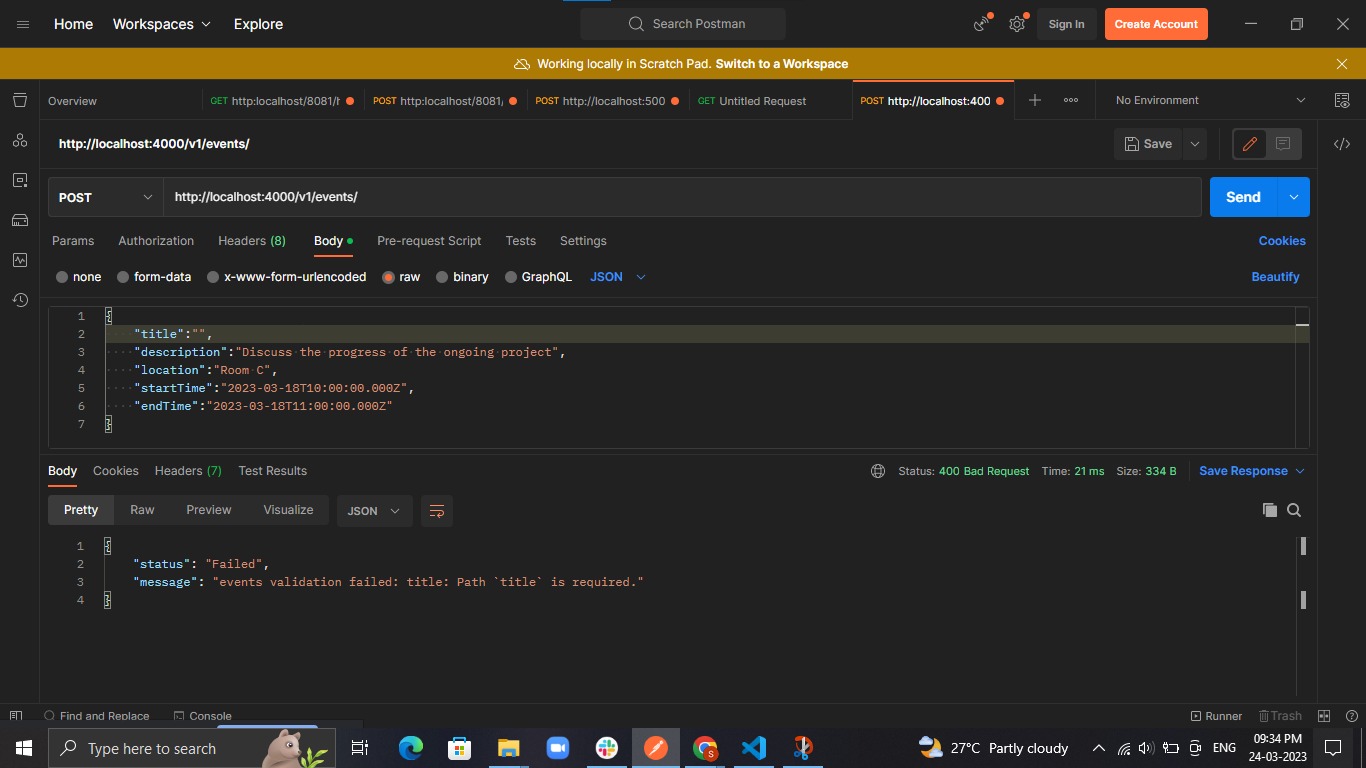 Home Workspaces Explore Search Postman Sign In Create Account
Working locally in Scratch Pad. Switch to a Workspace
Overview GET http:localhost/8081/h POST http:localhost/8081/ POST http://localhost:500 GET Untitled Request POST http://localhost:400 No Environment
http://localhost:4000/v1/events/ Save
POST http://localhost:4000/v1/events/ Send
Params Authorization Headers (8) Body Pre-request Script Tests Settings Cookies
none form-data x-www-form-urlencoded raw binary GraphQL JSON Beautify
1 {
2 "title":"",
3 "description":"Discuss the progress of the ongoing project",
4 "location":"Room C",
5 "startTime":"2023-03-18T10:00:00.000Z",
6 "endTime":"2023-03-18T11:00:00.000Z"
7 }
Body Cookies Headers (7) Test Results Status: 400 Bad Request Time: 21 ms Size: 334 B Save Response
Pretty Raw Preview Visualize JSON
1 {
2 "status": "Failed",
3 "message": "events validation failed: title: Path `title` is required."
4 }
Find and Replace Console Runner Trash
Type here to search 27°C Partly cloudy ENG 09:34 PM
24-03-2023